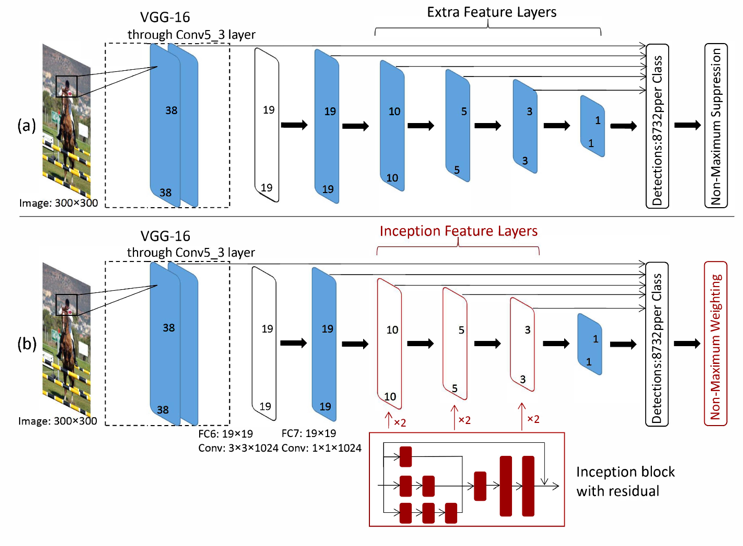 VGG-16
through Conv5_3 layer
Extra Feature Layers
(a)
38
38
19
19
19
19
10
10
5
5
3
3
1
1
Image: 300×300
Detections:8732pper Class
Non-Maximum Suppression
VGG-16
through Conv5_3 layer
Inception Feature Layers
(b)
38
38
19
19
19
19
10
10
5
5
3
3
1
1
Image: 300×300
Detections:8732pper Class
Non-Maximum Weighting
×2
×2
×2
FC6: 19×19
Conv: 3×3×1024
FC7: 19×19
Conv: 1×1×1024
Inception block
with residual